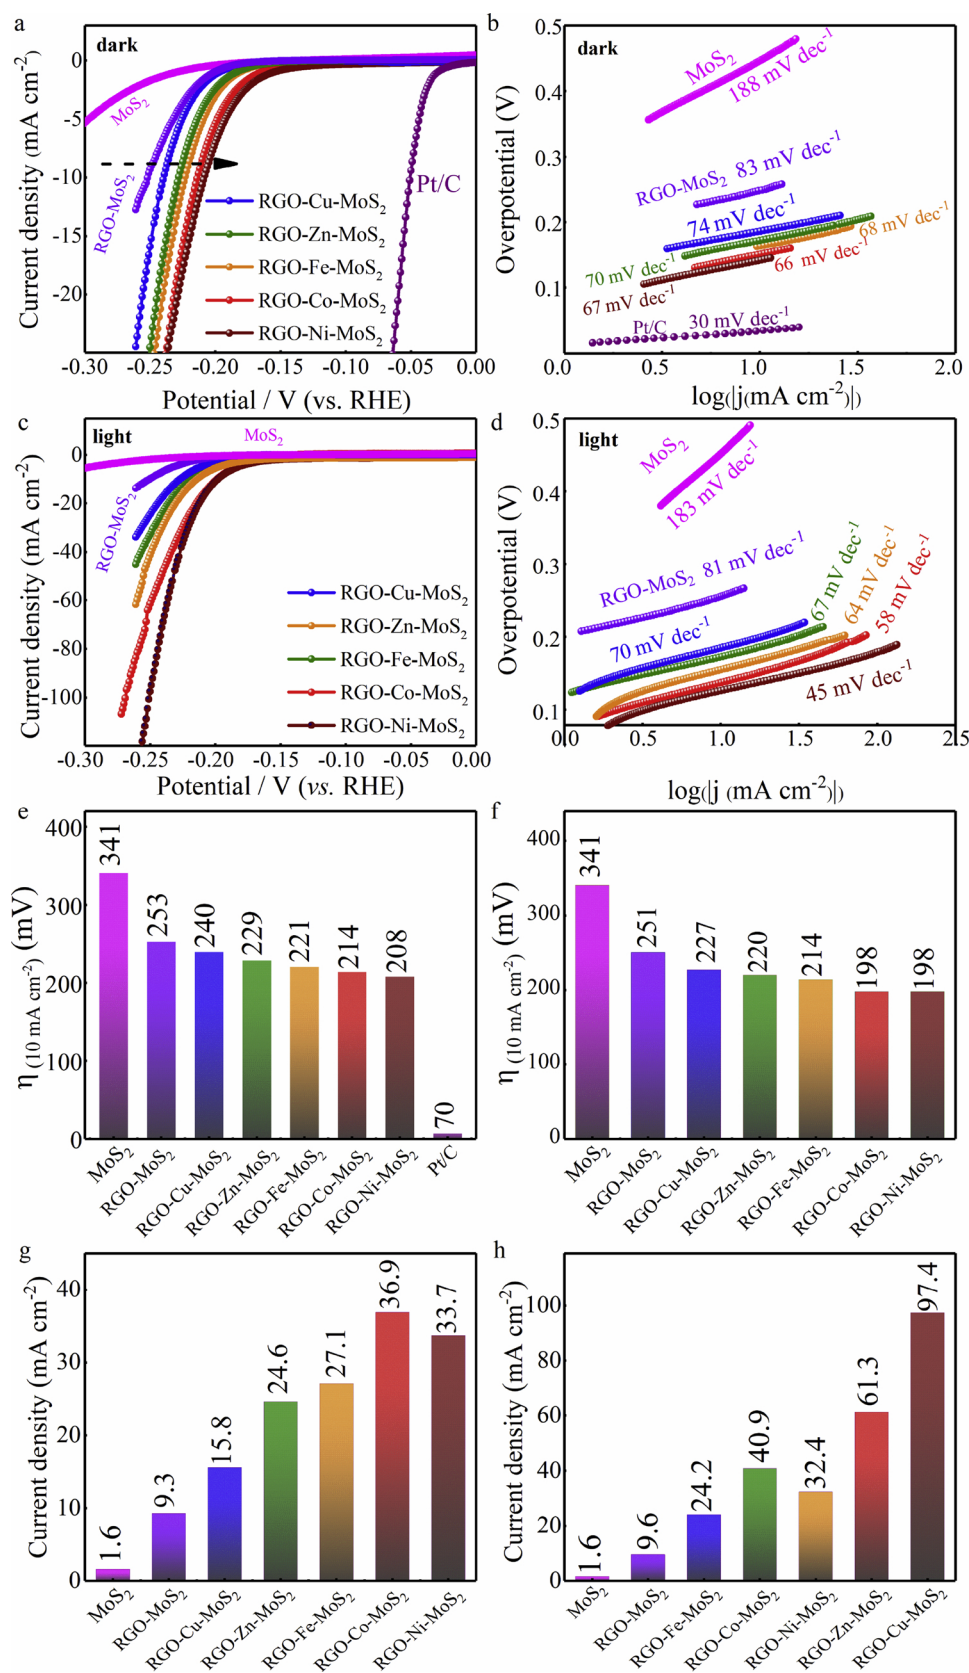 a
dark
0
-5
-10
-15
-20
Current density (mA cm-2)
MoS2
RGO-MoS2
Pt/C
RGO-Cu-MoS2
RGO-Zn-MoS2
RGO-Fe-MoS2
RGO-Co-MoS2
RGO-Ni-MoS2
-0.30 -0.25 -0.20 -0.15 -0.10 -0.05 0.00
Potential / V (vs. RHE)
b
dark
0.5
0.4
0.3
0.2
0.1
Overpotential (V)
MoS2
188 mV dec-1
RGO-MoS2 83 mV dec-1
74 mV dec-1
70 mV dec-1
68 mV dec-1
66 mV dec-1
67 mV dec-1
Pt/C 30 mV dec-1
0.0 0.5 1.0 1.5 2.0
log(|j(mA cm-2)|)
c
light
MoS2
0
-20
-40
-60
-80
-100
Current density (mA cm-2)
RGO-MoS2
RGO-Cu-MoS2
RGO-Zn-MoS2
RGO-Fe-MoS2
RGO-Co-MoS2
RGO-Ni-MoS2
-0.30 -0.25 -0.20 -0.15 -0.10 -0.05 0.00
Potential / V (vs. RHE)
d
light
0.5
0.4
0.3
0.2
0.1
Overpotential (V)
MoS2
183 mV dec-1
RGO-MoS2 81 mV dec-1
70 mV dec-1
67 mV dec-1
64 mV dec-1
58 mV dec-1
45 mV dec-1
0.0 0.5 1.0 1.5 2.0 2.5
log(|j (mA cm-2)|)
e
400
300
200
100
0
η (10 mA cm-2) (mV)
341
253
240
229
221
214
208
70
MoS2
RGO-MoS2
RGO-Cu-MoS2
RGO-Zn-MoS2
RGO-Fe-MoS2
RGO-Co-MoS2
RGO-Ni-MoS2
Pt/C
f
400
300
200
100
0
η (10 mA cm-2) (mV)
341
251
227
220
214
198
198
MoS2
RGO-MoS2
RGO-Cu-MoS2
RGO-Zn-MoS2
RGO-Fe-MoS2
RGO-Co-MoS2
RGO-Ni-MoS2
g
40
30
20
10
0
Current density (mA cm-2)
1.6
9.3
15.8
24.6
27.1
36.9
33.7
MoS2
RGO-MoS2
RGO-Cu-MoS2
RGO-Zn-MoS2
RGO-Fe-MoS2
RGO-Co-MoS2
RGO-Ni-MoS2
h
100
80
60
40
20
0
Current density (mA cm-2)
1.6
9.6
24.2
40.9
32.4
61.3
97.4
MoS2
RGO-MoS2
RGO-Fe-MoS2
RGO-Co-MoS2
RGO-Ni-MoS2
RGO-Zn-MoS2
RGO-Cu-MoS2